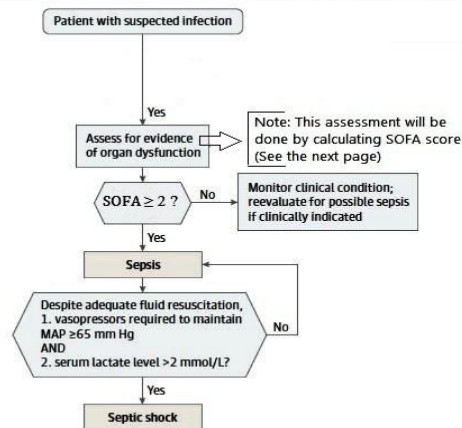 Patient with suspected infection
Yes
Assess for evidence
of organ dysfunction
Note: This assessment will be
done by calculating SOFA score
(See the next page)
SOFA ≥ 2 ?
No
Monitor clinical condition;
reevaluate for possible sepsis
if clinically indicated
Yes
Sepsis
Despite adequate fluid resuscitation,
1. vasopressors required to maintain
MAP ≥65 mm Hg
AND
2. serum lactate level >2 mmol/L?
No
Yes
Septic shock